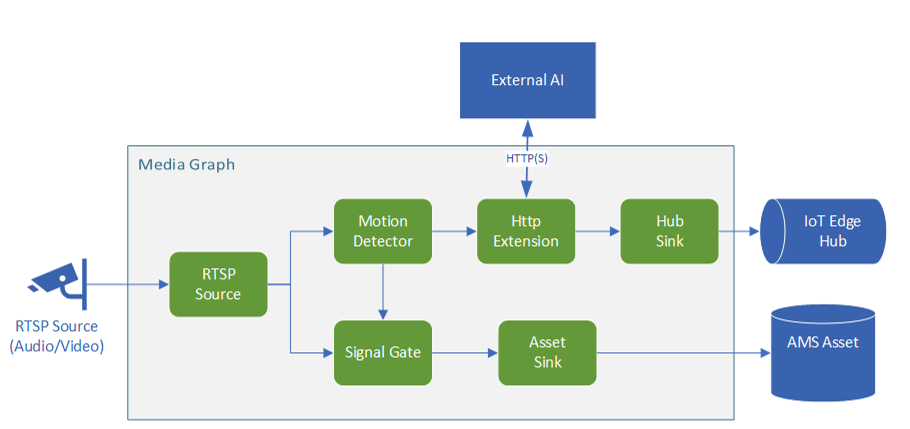 External AI
HTTP(S)
Media Graph
Motion
Detector
Http
Extension
Hub
Sink
IoT Edge
Hub
RTSP
Source
RTSP Source
(Audio/Video)
Signal Gate
Asset
Sink
AMS Asset